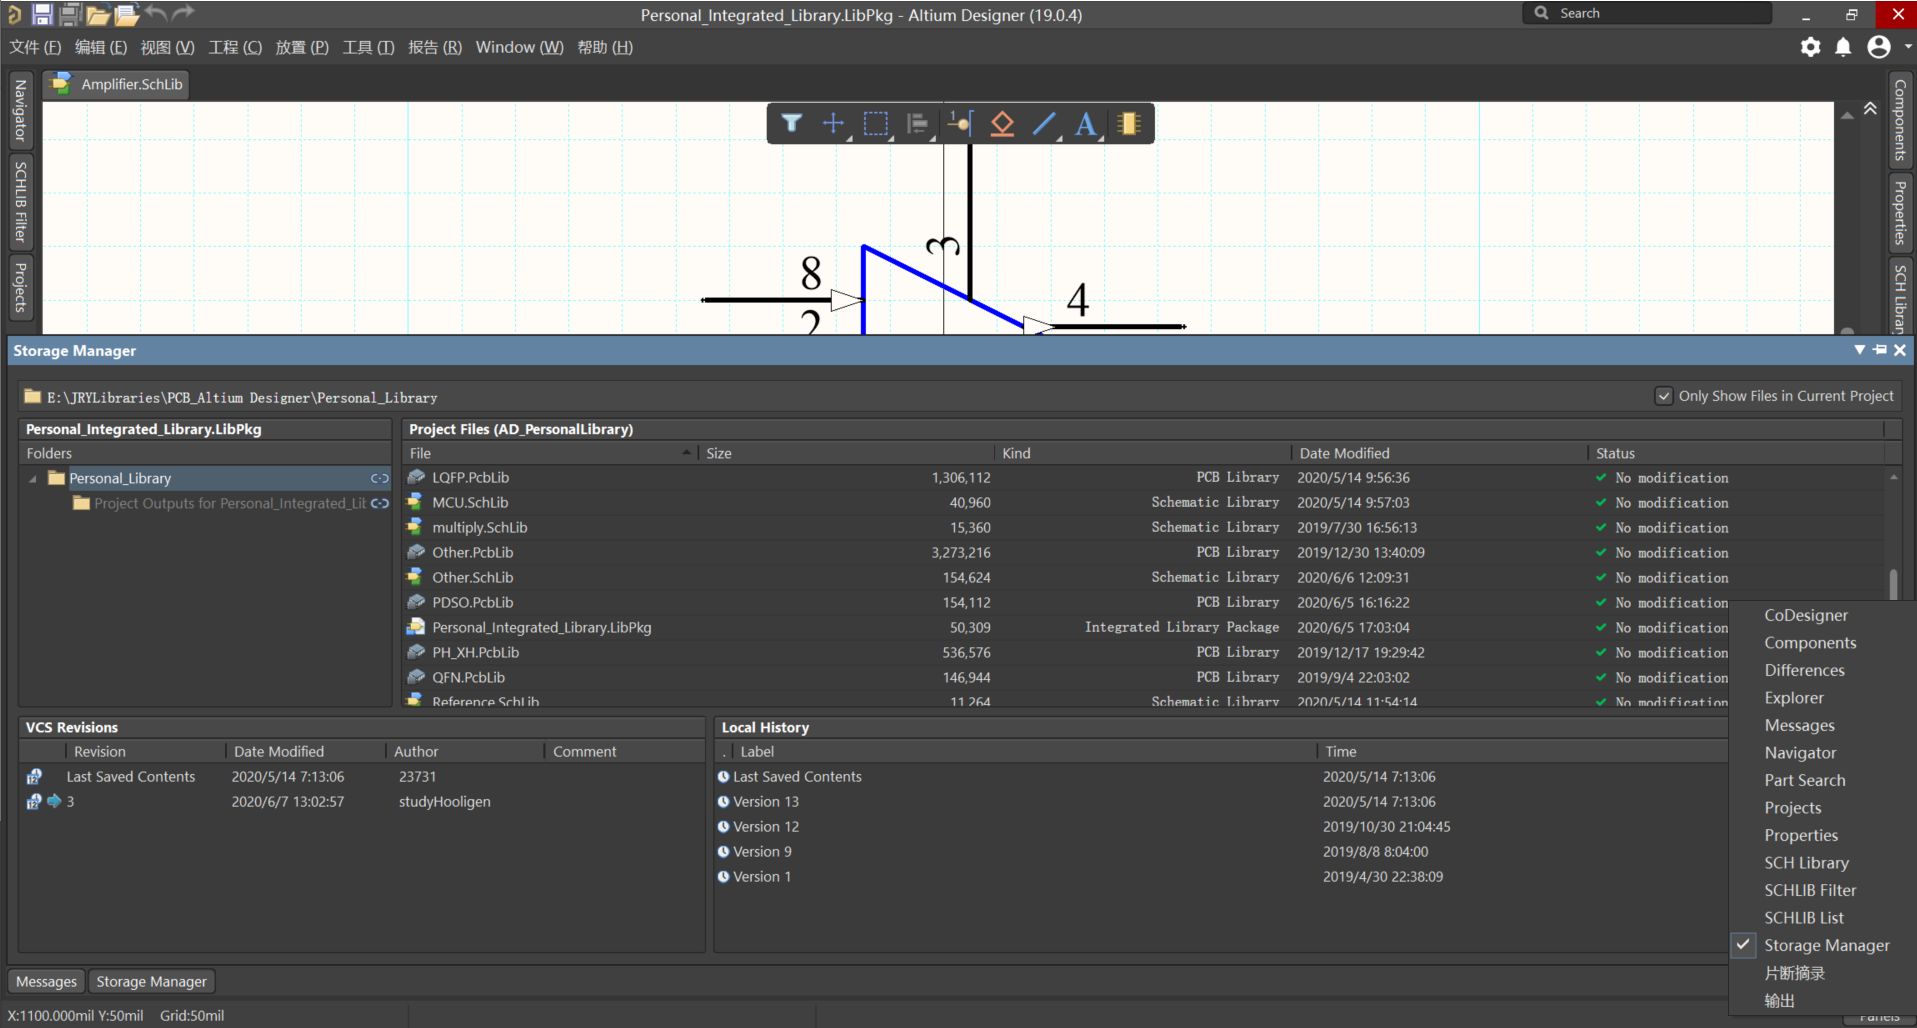 Personal_Integrated_Library.LibPkg - Altium Designer (19.0.4)
Search
文件 (F) 编辑 (E) 视图 (V) 工程 (C) 放置 (P) 工具 (T) 报告 (R) Window (W) 帮助 (H)
Navigator
SCHLIB Filter
Projects
Amplifier.SchLib
Components
Properties
SCH Library
1
A
3
8
2
4
Storage Manager
E:\JRYLibraries\PCB_Altium Designer\Personal_Library
Only Show Files in Current Project
Personal_Integrated_Library.LibPkg
Folders
Personal_Library
Project Outputs for Personal_Integrated_Lit
Project Files (AD_PersonalLibrary)
File Size Kind Date Modified Status
LQFP.PcbLib 1,306,112 PCB Library 2020/5/14 9:56:36 No modification
MCU.SchLib 40,960 Schematic Library 2020/5/14 9:57:03 No modification
multiply.SchLib 15,360 Schematic Library 2019/7/30 16:56:13 No modification
Other.PcbLib 3,273,216 PCB Library 2019/12/30 13:40:09 No modification
Other.SchLib 154,624 Schematic Library 2020/6/6 12:09:31 No modification
PDSO.PcbLib 154,112 PCB Library 2020/6/5 16:16:22 No modification
Personal_Integrated_Library.LibPkg 50,309 Integrated Library Package 2020/6/5 17:03:04 No modification
PH_XH.PcbLib 536,576 PCB Library 2019/12/17 19:29:42 No modification
QFN.PcbLib 146,944 PCB Library 2019/9/4 22:03:02 No modification
Reference.SchLib 11,264 Schematic Library 2020/5/14 11:54:14 No modification
VCS Revisions
Revision Date Modified Author Comment
Last Saved Contents 2020/5/14 7:13:06 23731
3 2020/6/7 13:02:57 studyHooligen
Local History
. Label Time
Last Saved Contents 2020/5/14 7:13:06
Version 13 2020/5/14 7:13:06
Version 12 2019/10/30 21:04:45
Version 9 2019/8/8 8:04:00
Version 1 2019/4/30 22:38:09
CoDesigner
Components
Differences
Explorer
Messages
Navigator
Part Search
Projects
Properties
SCH Library
SCHLIB Filter
SCHLIB List
Storage Manager
片断摘录
输出
Messages Storage Manager
X:1100.000mil Y:50mil Grid:50mil
Panels